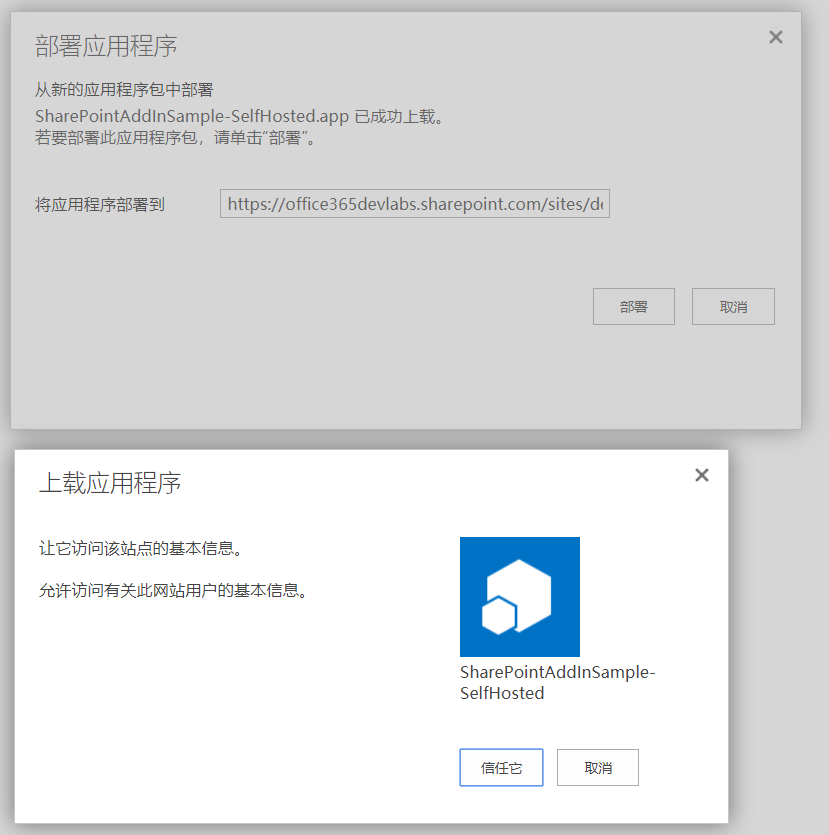 部署应用程序
从新的应用程序包中部署
SharePointAddInSample-SelfHosted.app 已成功上载。
若要部署此应用程序包，请单击“部署”。
将应用程序部署到 https://office365devlabs.sharepoint.com/sites/de
部署 取消
上载应用程序
让它访问该站点的基本信息。
允许访问有关此网站用户的基本信息。
SharePointAddInSample-
SelfHosted
信任它 取消